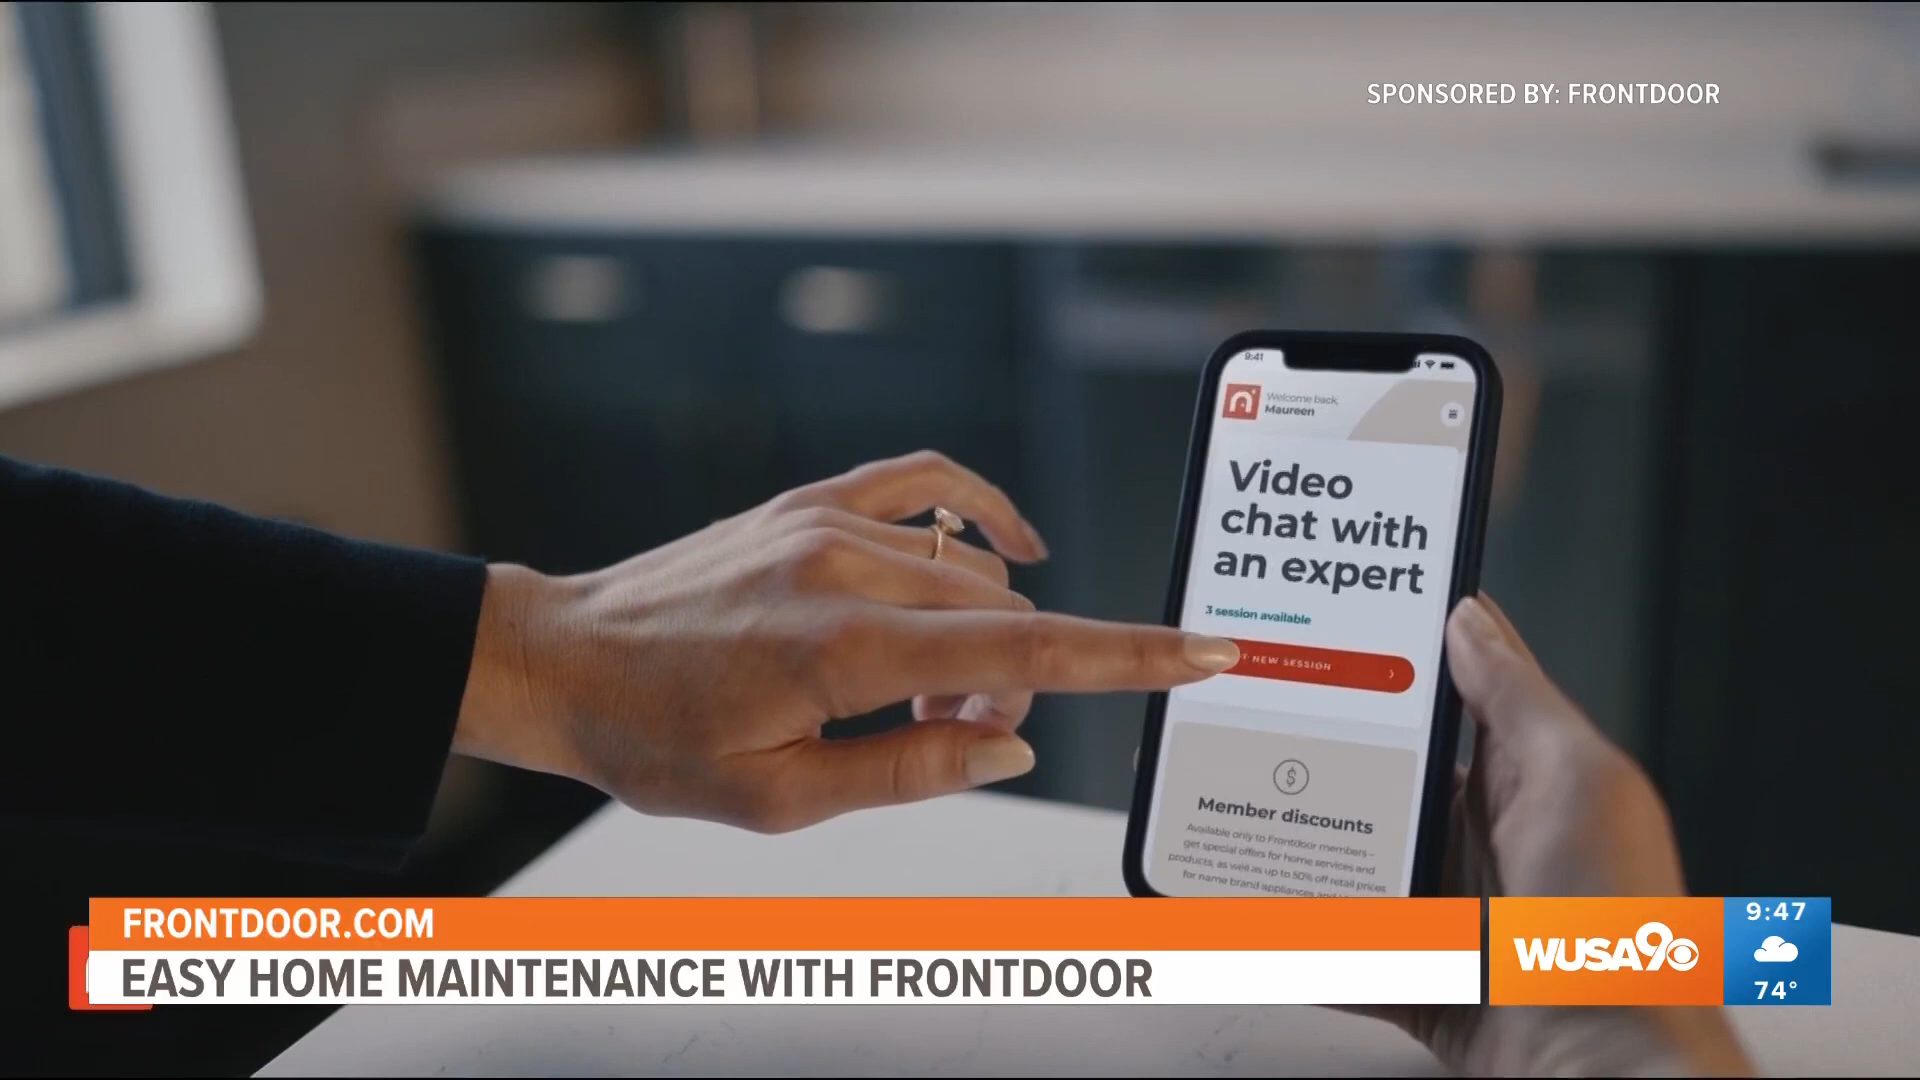 SPONSORED BY: FRONTDOOR
9:41
Welcome back,
Maureen
Video
chat with
an expert
3 session available
NEW SESSION
Member discounts
Available only to Frontdoor members—
get special offers for home services and
products, as well as up to 50% off retail prices
for name brand appliances and
FRONTDOOR.COM
EASY HOME MAINTENANCE WITH FRONTDOOR
WUSA9
9:47
74°